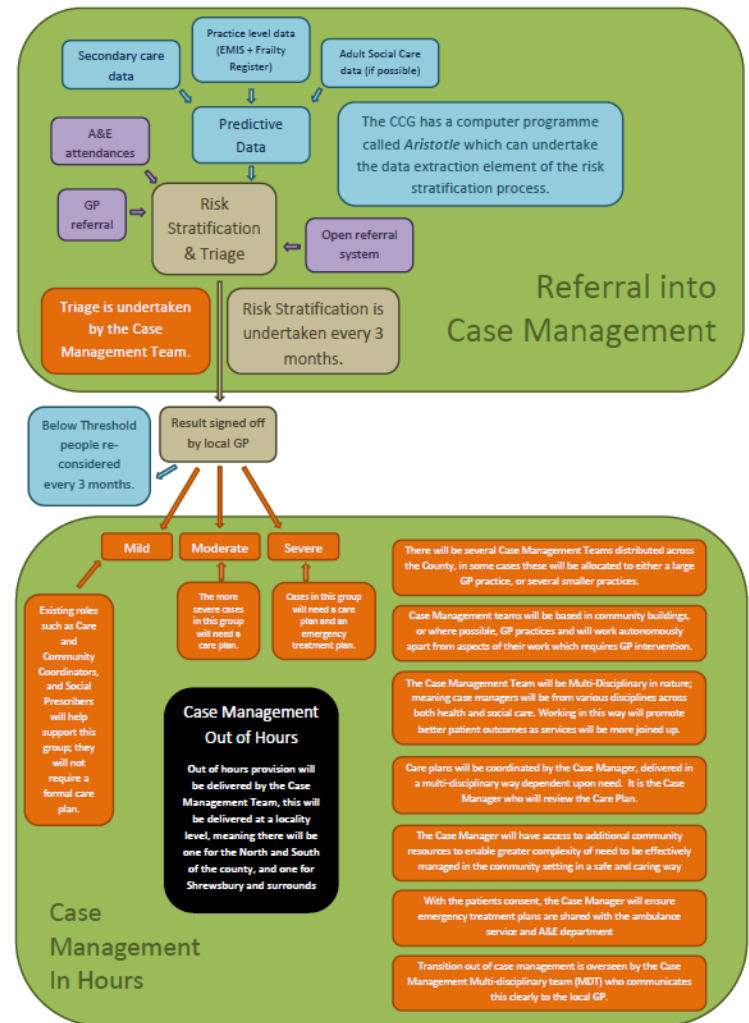 Practice level data
(EMIS + Frailty
Register)
Secondary care
data
Adult Social Care
data (if possible)
A&E
attendances
Predictive
Data
The CCG has a computer programme
called Aristotle which can undertake
the data extraction element of the risk
stratification process.
GP
referral
Risk
Stratification
& Triage
Open referral
system
Referral into
Case Management
Triage is undertaken
by the Case
Management Team.
Risk Stratification is
undertaken every 3
months.
Below Threshold
people re-
considered
every 3 months.
Result signed off
by local GP
Mild
Moderate
Severe
Existing roles
such as Care
and
Community
Coordinators,
and Social
Prescribers
will help
support this
group; they
will not
require a
formal care
plan.
The more
severe cases
in this group
will need a
care plan.
Cases in this group
will need a care
plan and an
emergency
treatment plan.
Case Management
Out of Hours
Out of hours provision will
be delivered by the Case
Management Team, this will
be delivered at a locality
level, meaning there will be
one for the North and South
of the county, and one for
Shrewsbury and surrounds
There will be several Case Management Teams distributed across
the County, in some cases these will be allocated to either a large
GP practice, or several smaller practices.
Case Management teams will be based in community buildings,
or where possible, GP practices and will work autonomously
apart from aspects of their work which requires GP intervention.
The Case Management Team will be Multi-Disciplinary in nature;
meaning case managers will be from various disciplines across
both health and social care. Working in this way will promote
better patient outcomes as services will be more joined up.
Care plans will be coordinated by the Case Manager, delivered in
a multi-disciplinary way dependent upon need. It is the Case
Manager who will review the Care Plan.
The Case Manager will have access to additional community
resources to enable greater complexity of need to be effectively
managed in the community setting in a safe and caring way
With the patients consent, the Case Manager will ensure
emergency treatment plans are shared with the ambulance
service and A&E department
Transition out of case management is overseen by the Case
Management Multi-disciplinary team (MDT) who communicates
this clearly to the local GP.
Case
Management
In Hours